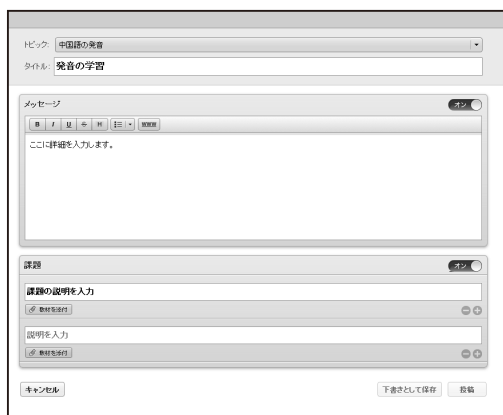 トピック: 中国語の発音
タイトル: 発音の学習
メッセージ オン
B I U S H WWW
ここに詳細を入力します。
課題 オン
課題の説明を入力
教材を添付
説明を入力
教材を添付
キャンセル 下書きとして保存 投稿